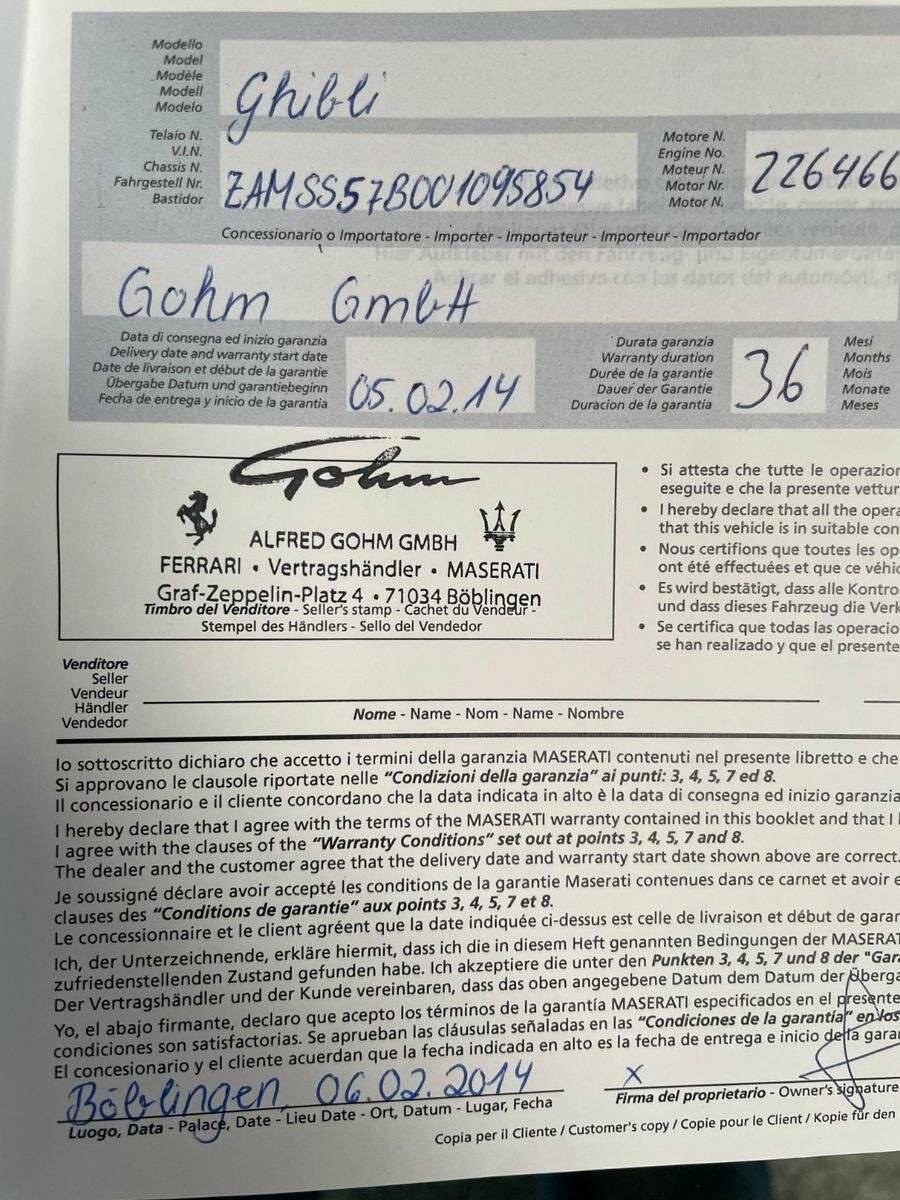 Modello
Model
Modèle
Modell
Modelo
Ghibli
Telaio N.
V.I.N.
Chassis N.
Fahrgestell Nr.
Bastidor
ZAMSS57B001095854
Motore N.
Engine No.
Moteur N.
Motor Nr.
Motor N.
226466
Concessionario o Importatore - Importer - Importateur - Importeur - Importador
Gohm GmbH
Data di consegna ed inizio garanzia
Delivery date and warranty start date
Date de livraison et début de la garantie
Übergabe Datum und garantiebeginn
Fecha de entrega y inicio de la garantia
05.02.14
Durata garanzia
Warranty duration
Durée de la garantie
Dauer der Garantie
Duracion de la garantia
36
Mesi
Months
Mois
Monate
Meses
Gohm
ALFRED GOHM GMBH
FERRARI • Vertragshändler • MASERATI
Graf-Zeppelin-Platz 4 • 71034 Böblingen
Timbro del Venditore - Seller's stamp - Cachet du Vendeur -
Stempel des Händlers - Sello del Vendedor
• Si attesta che tutte le operazion
eseguite e che la presente vettur
• I hereby declare that all the opera
that this vehicle is in suitable con
• Nous certifions que toutes les op
ont été effectuées et que ce véhic
• Es wird bestätigt, dass alle Kontro
und dass dieses Fahrzeug die Verk
• Se certifica que todas las operacio
se han realizado y que el presente
Venditore
Seller
Vendeur
Händler
Vendedor
Nome - Name - Nom - Name - Nombre
Io sottoscritto dichiaro che accetto i termini della garanzia MASERATI contenuti nel presente libretto e che
Si approvano le clausole riportate nelle "Condizioni della garanzia" ai punti: 3, 4, 5, 7 ed 8.
Il concessionario e il cliente concordano che la data indicata in alto è la data di consegna ed inizio garanzia
I hereby declare that I agree with the terms of the MASERATI warranty contained in this booklet and that I
I agree with the clauses of the "Warranty Conditions" set out at points 3, 4, 5, 7 and 8.
The dealer and the customer agree that the delivery date and warranty start date shown above are correct.
Je soussigné déclare avoir accepté les conditions de la garantie Maserati contenues dans ce carnet et avoir e
clauses des "Conditions de garantie" aux points 3, 4, 5, 7 et 8.
Le concessionnaire et le client agréent que la date indiquée ci-dessus est celle de livraison et début de garan
Ich, der Unterzeichnende, erkläre hiermit, dass ich die in diesem Heft genannten Bedingungen der MASERAT
zufriedenstellenden Zustand gefunden habe. Ich akzeptiere die unter den Punkten 3, 4, 5, 7 und 8 der "Gara
Der Vertragshändler und der Kunde vereinbaren, dass das oben angegebene Datum dem Datum der Überga
Yo, el abajo firmante, declaro que acepto los términos de la garantía MASERATI especificados en el presente
condiciones son satisfactorias. Se aprueban las cláusulas señaladas en las "Condiciones de la garantía" en los
El concesionario y el cliente acuerdan que la fecha indicada en alto es la fecha de entrega e inicio de la garan
Böblingen, 06.02.2014
X
Luogo, Data - Palace, Date - Lieu Date - Ort, Datum - Lugar, Fecha
Firma del proprietario - Owner's signature
Copia per il Cliente / Customer's copy / Copie pour le Client / Kopie für den